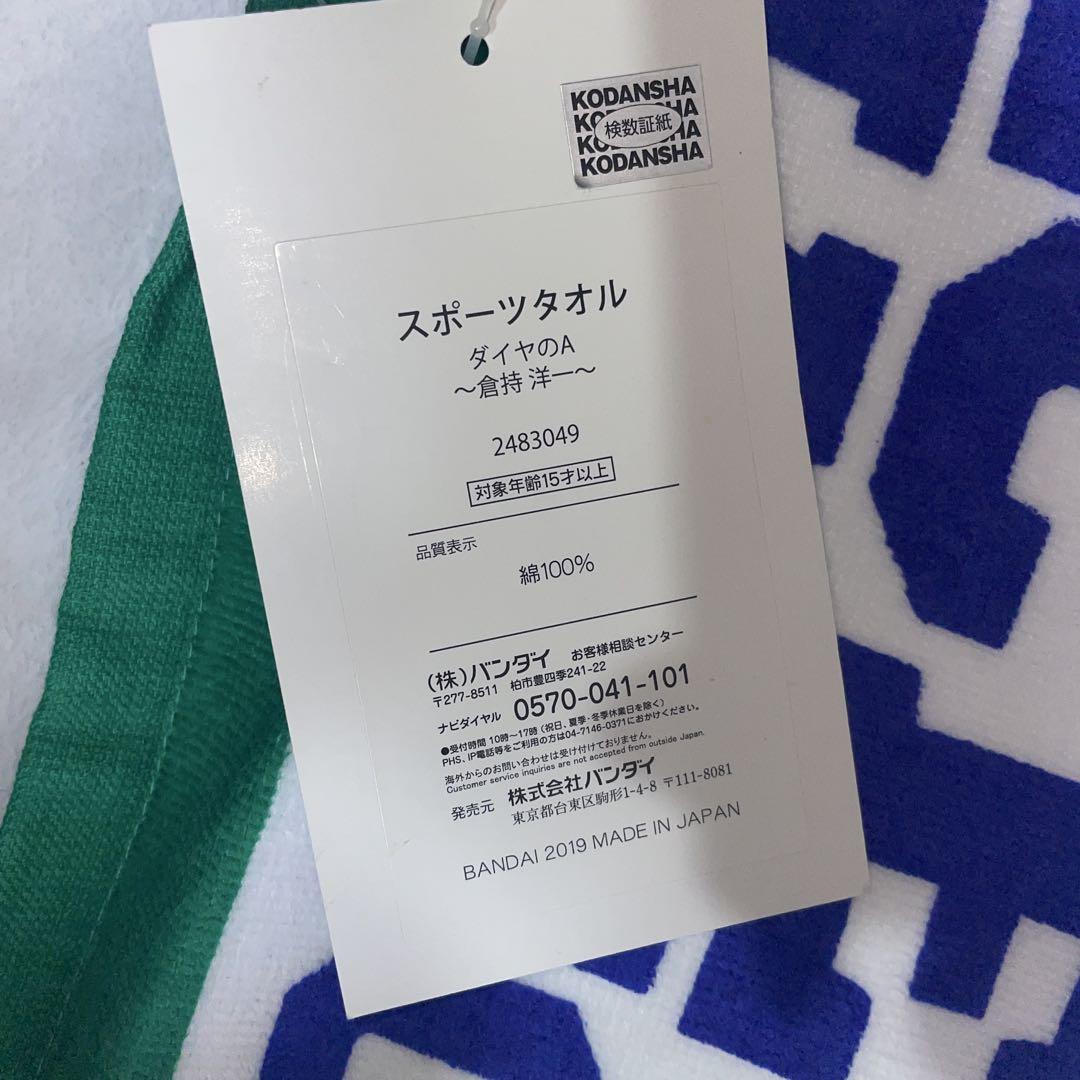 KODANSHA
KODANSHA
検数証紙
KODANSHA
KODANSHA
スポーツタオル
ダイヤのA
～倉持 洋一～
2483049
対象年齢15才以上
品質表示
綿100%
(株)バンダイ お客様相談センター
〒277-8511 柏市豊四季241-22
ナビダイヤル 0570-041-101
●受付時間 10時～17時(祝日、夏季・冬季休業日を除く)
PHS、IP電話等をご利用の方は04-7146-0371におかけください。
海外からのお問い合わせは受け付けておりません。
Customer service inquiries are not accepted from outside Japan.
発売元 株式会社バンダイ
東京都台東区駒形1-4-8 〒111-8081
BANDAI 2019 MADE IN JAPAN